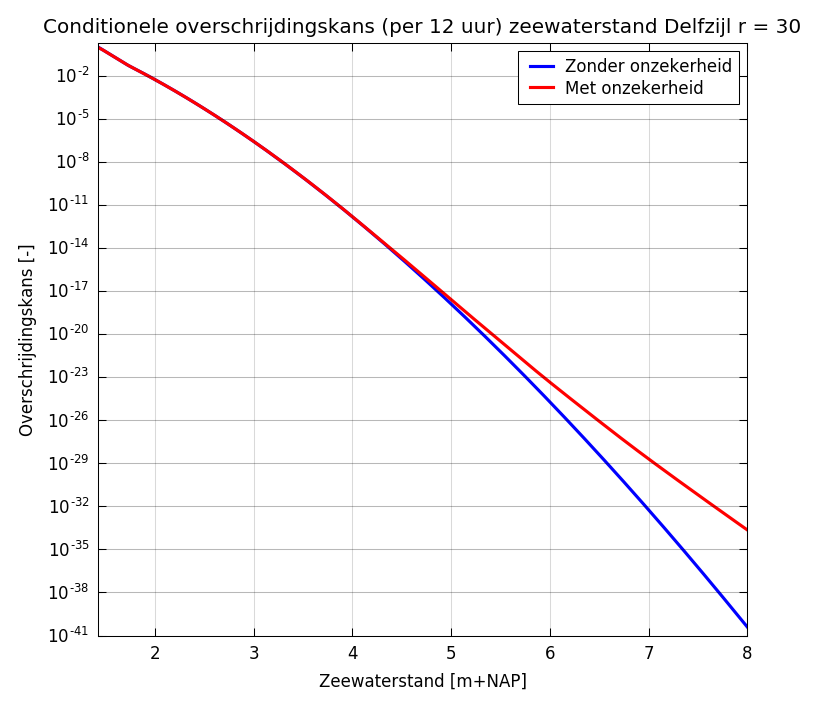 Conditionele overschrijdingskans (per 12 uur) zeewaterstand Delfzijl r = 30
Zonder onzekerheid
Met onzekerheid
Overschrijdingskans [-]
10^-2
10^-5
10^-8
10^-11
10^-14
10^-17
10^-20
10^-23
10^-26
10^-29
10^-32
10^-35
10^-38
10^-41
2 3 4 5 6 7 8
Zeewaterstand [m+NAP]